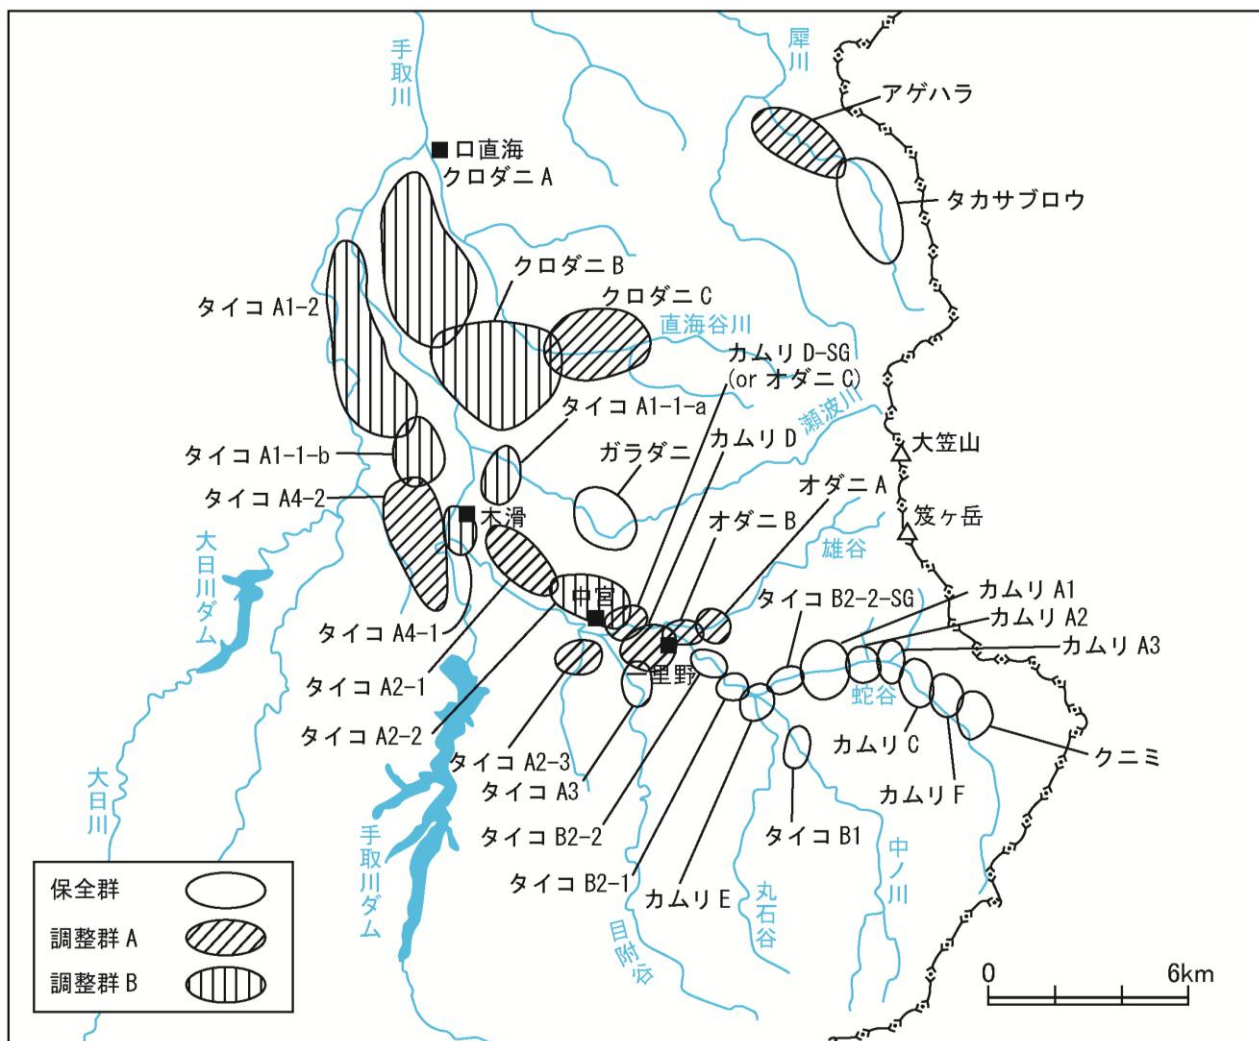 手取川
犀川
アゲハラ
口直海
クロダニ A
タカサブロウ
クロダニ B
クロダニ C
タイコ A1-2
直海谷川
カムリ D-SG
(or オダニ C)
タイコ A1-1-a
瀬波川
カムリ D
ガラダニ
大笠山
タイコ A1-1-b
オダニ A
タイコ A4-2
オダニ B
木滑
笈ヶ岳
雄谷
大日川ダム
カムリ A1
タイコ B2-2-SG
カムリ A2
中宮
カムリ A3
タイコ A4-1
一里野
タイコ A2-1
蛇谷
タイコ A2-2
カムリ C
クニミ
タイコ A2-3
タイコ A3
カムリ F
大日川
タイコ B2-2
タイコ B1
手取川ダム
タイコ B2-1
カムリ E
中ノ川
丸石谷
目附谷
保全群
調整群 A
調整群 B
0 6km